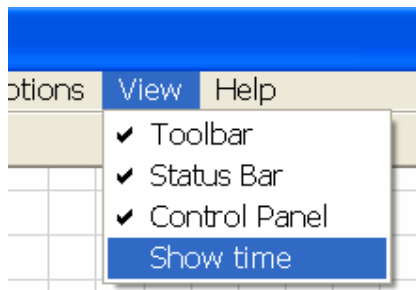 ptions View Help
Toolbar
Status Bar
Control Panel
Show time